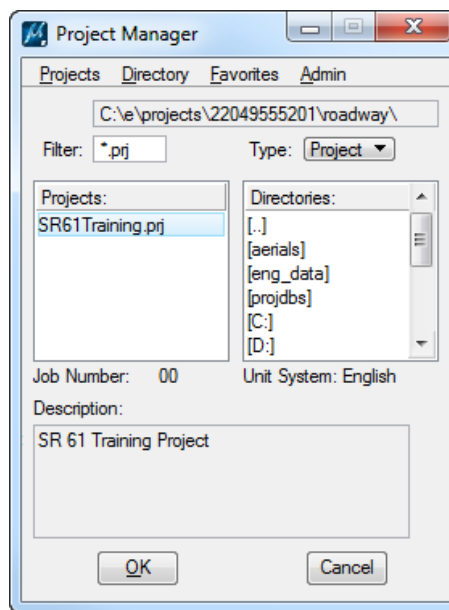 Project Manager
Projects Directory Favorites Admin
C:\e\projects\22049555201\roadway\
Filter: *.prj Type: Project
Projects: Directories:
SR61Training.prj [..]
[aerials]
[eng_data]
[projdbs]
[C:]
[D:]
Job Number: 00 Unit System: English
Description:
SR 61 Training Project
OK Cancel